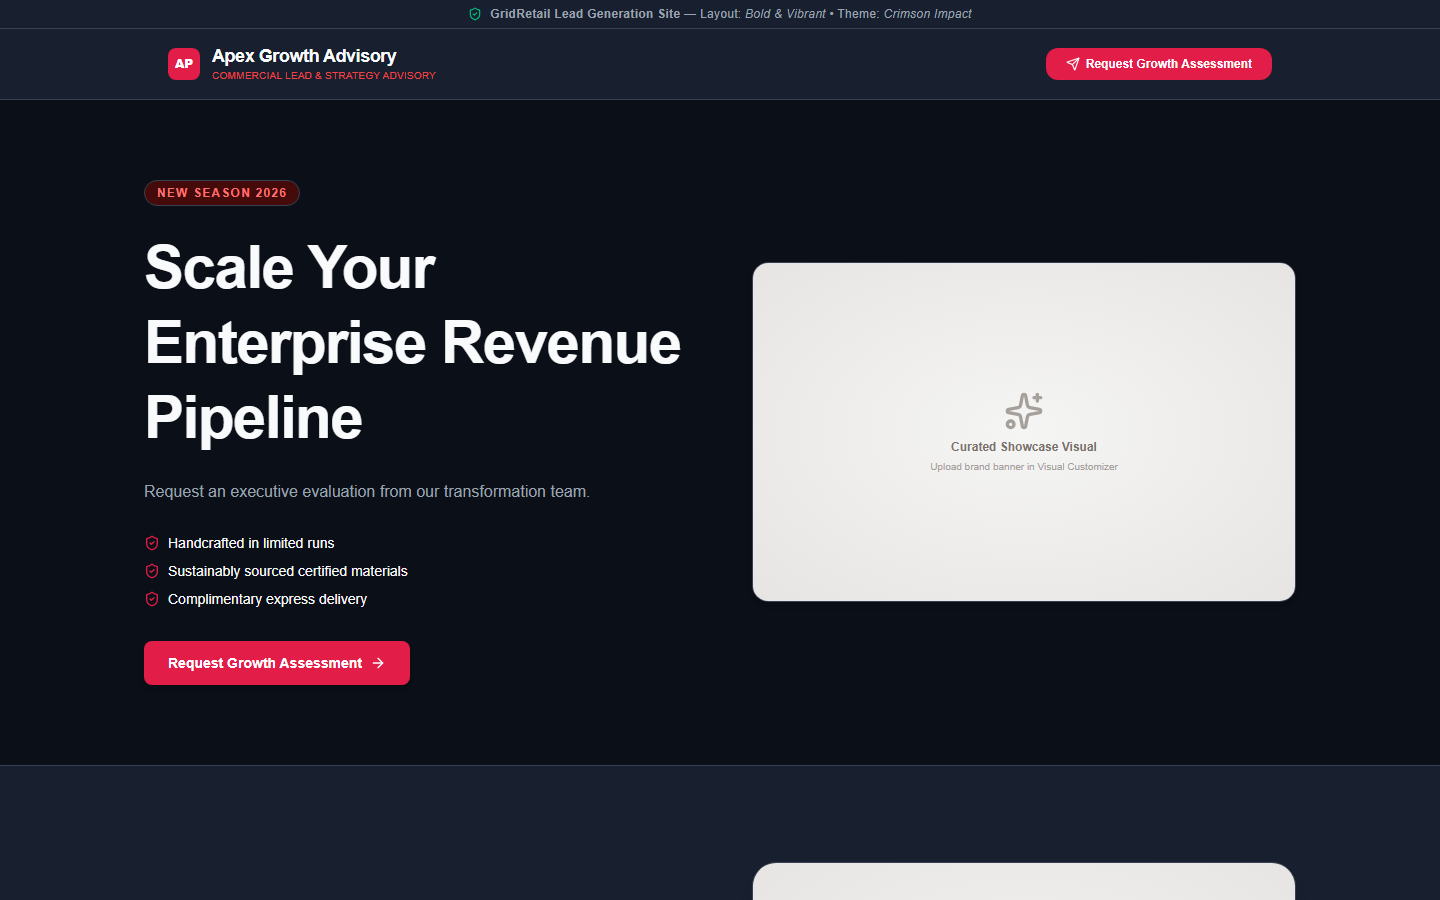 GridRetail Lead Generation Site — Layout: Bold & Vibrant • Theme: Crimson Impact
AP
Apex Growth Advisory
COMMERCIAL LEAD & STRATEGY ADVISORY
Request Growth Assessment
NEW SEASON 2026
Scale Your
Enterprise Revenue
Pipeline
Request an executive evaluation from our transformation team.
Handcrafted in limited runs
Sustainably sourced certified materials
Complimentary express delivery
Request Growth Assessment
Curated Showcase Visual
Upload brand banner in Visual Customizer